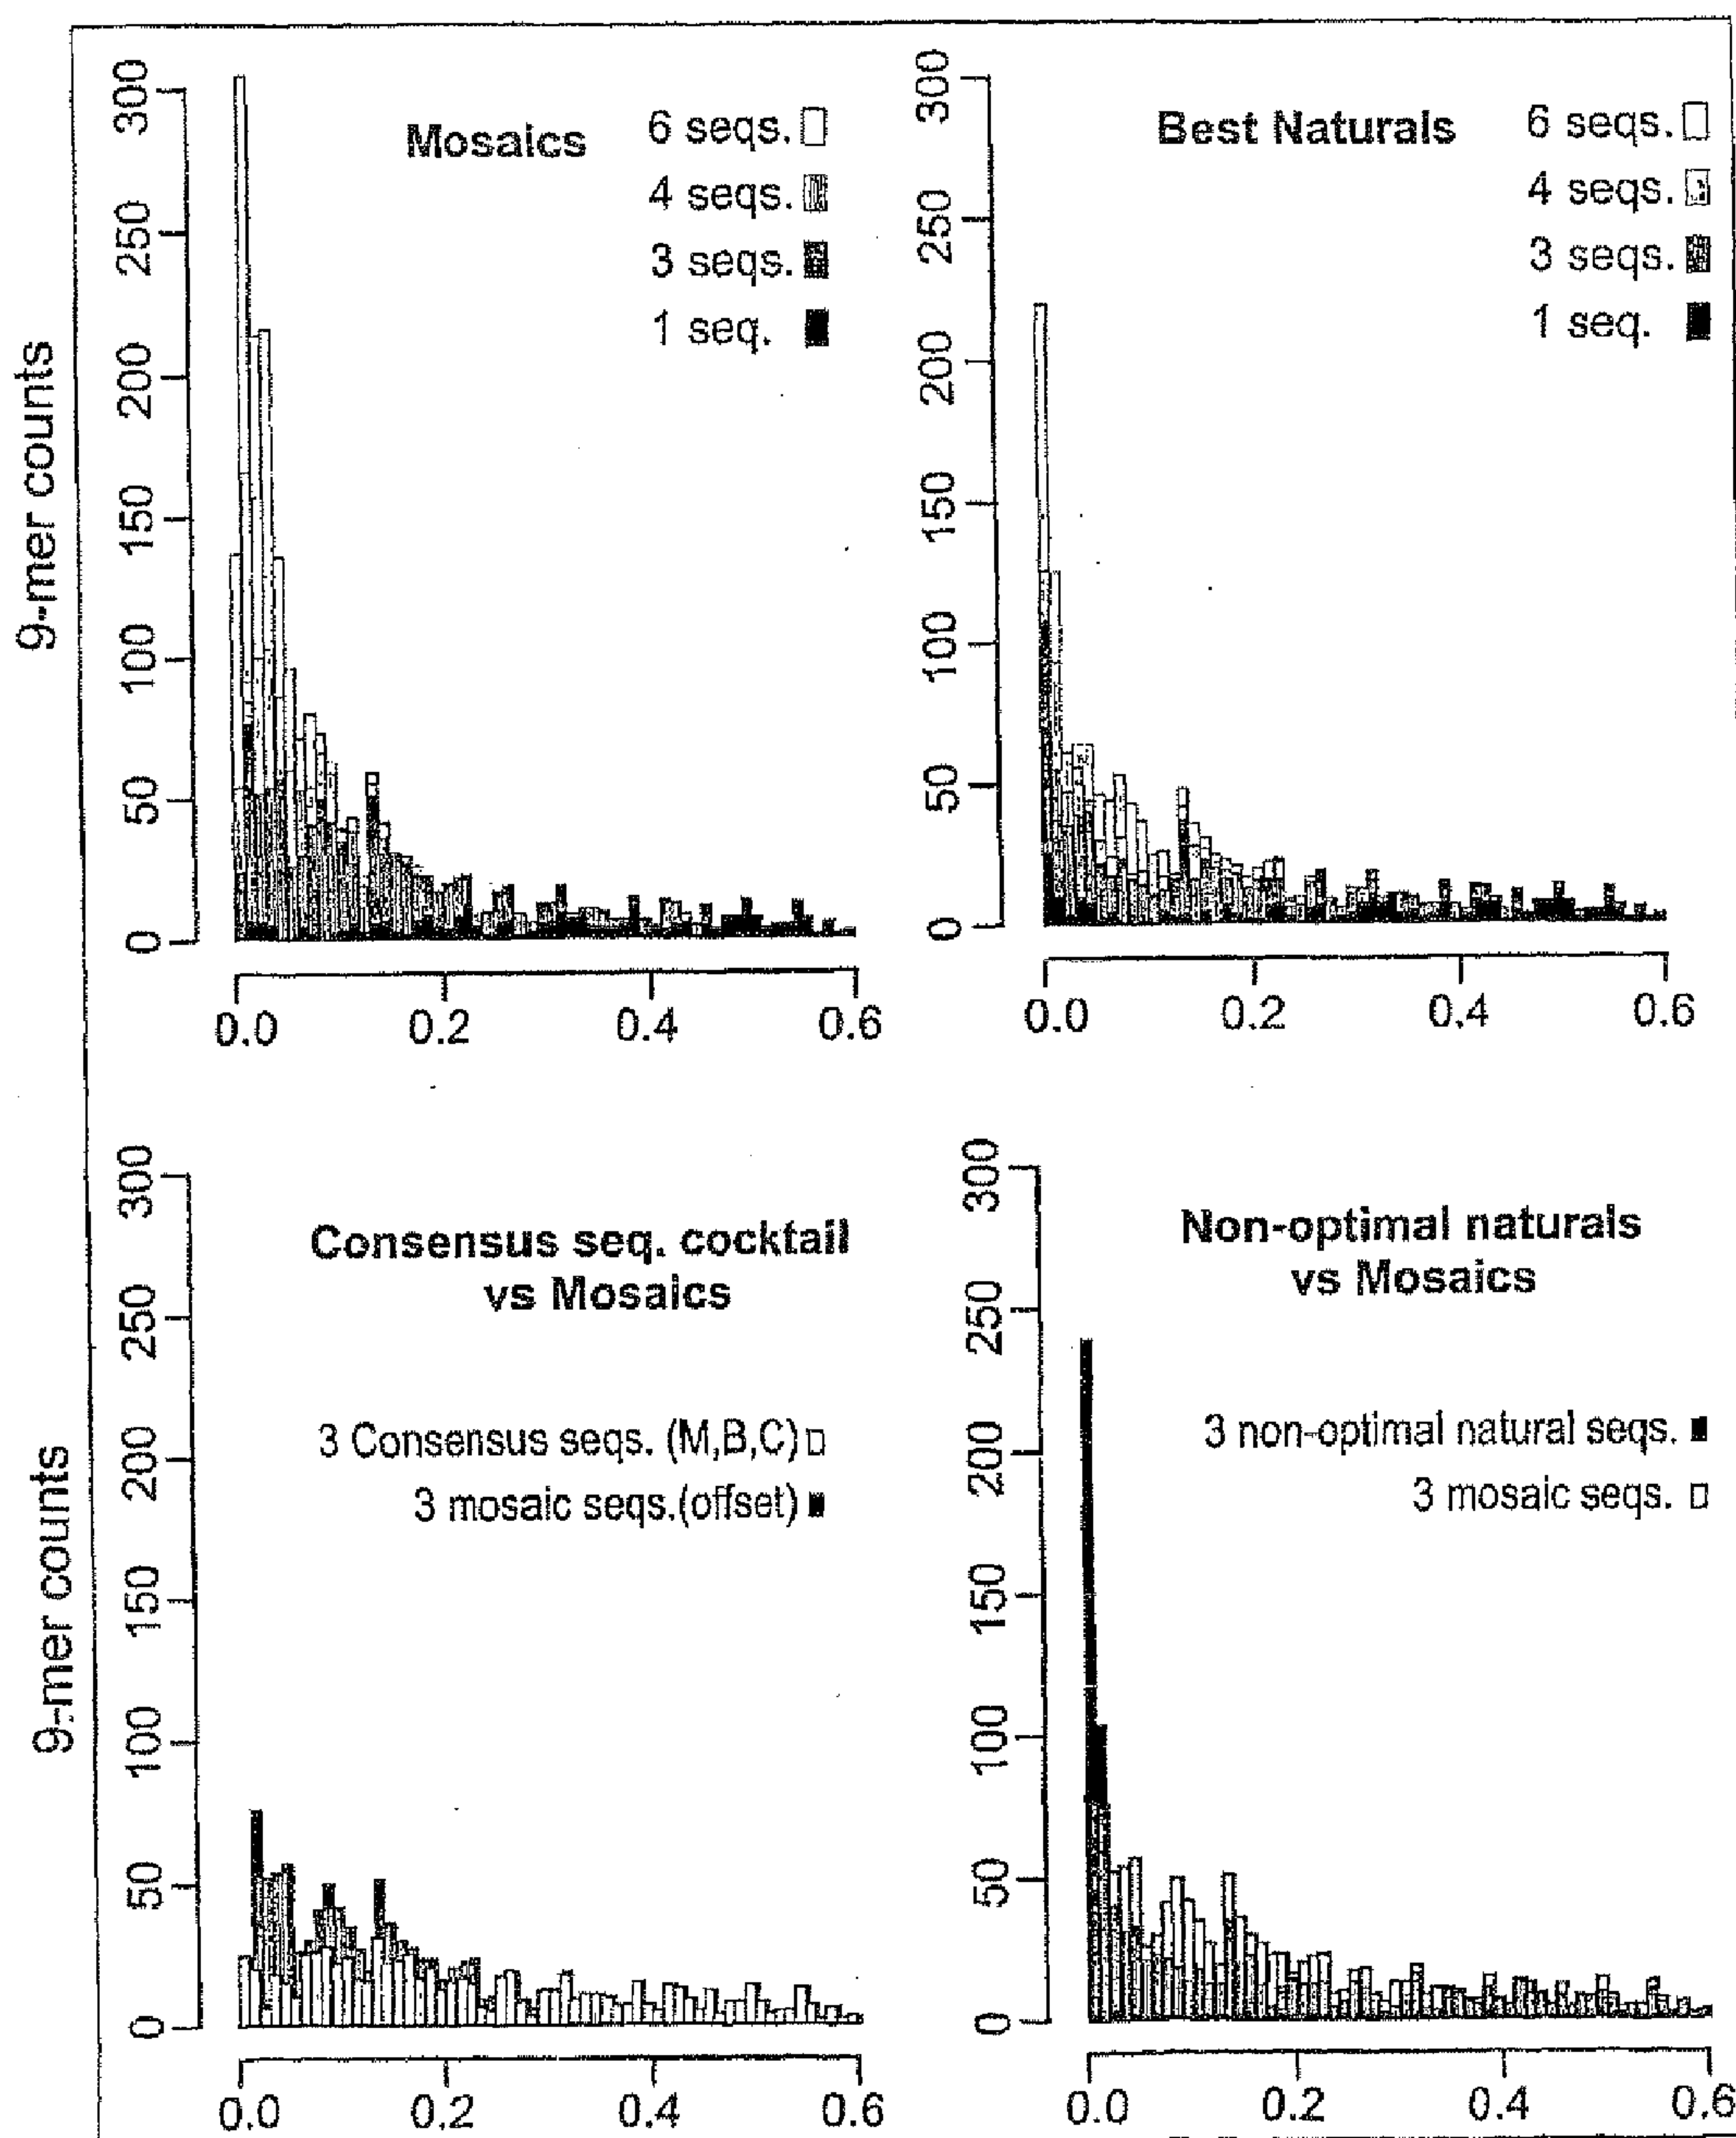 Mosaics
6 seqs.
4 seqs.
3 seqs.
1 seq.
9-mer counts
0 50 100 150 200 250 300
0.0 0.2 0.4 0.6
Best Naturals
6 seqs.
4 seqs.
3 seqs.
1 seq.
0 50 100 150 200 250 300
0.0 0.2 0.4 0.6
Consensus seq. cocktail
vs Mosaics
3 Consensus seqs. (M,B,C)
3 mosaic seqs.(offset)
9-mer counts
0 50 100 150 200 250 300
0.0 0.2 0.4 0.6
Non-optimal naturals
vs Mosaics
3 non-optimal natural seqs.
3 mosaic seqs.
0 50 100 150 200 250 300
0.0 0.2 0.4 0.6